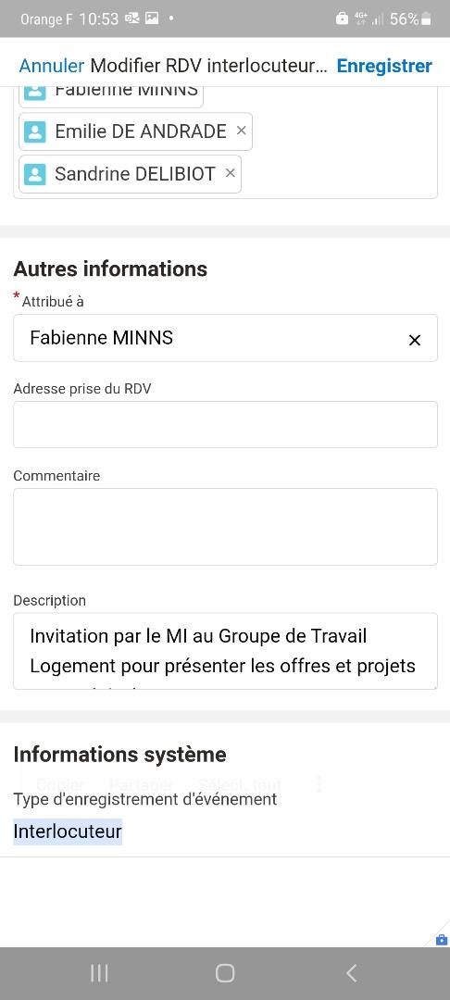 Orange F 10:53
4G+ 56%
Annuler Modifier RDV interlocuteur... Enregistrer
Fabienne MINNS
Emilie DE ANDRADE ×
Sandrine DELIBIOT ×
Autres informations
* Attribué à
Fabienne MINNS ×
Adresse prise du RDV
Commentaire
Description
Invitation par le MI au Groupe de Travail
Logement pour présenter les offres et projets
Informations système
Copier Partager Sélect. tout
Type d'enregistrement d'événement
Interlocuteur